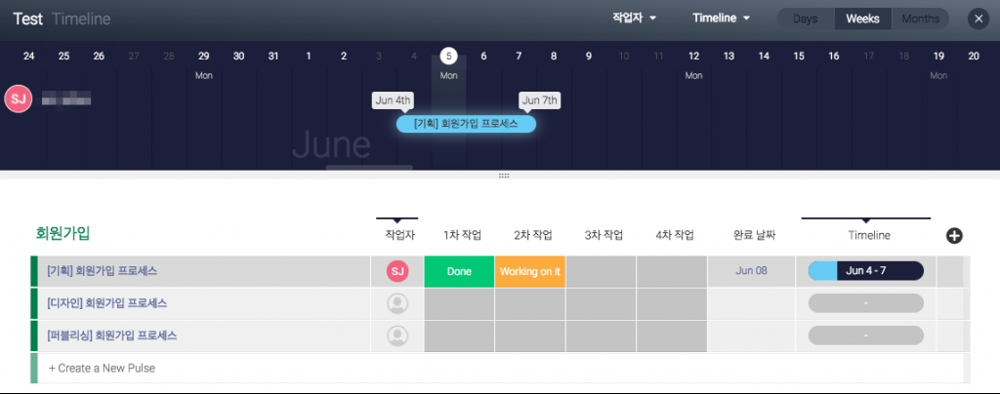 Test Timeline 작업자 Timeline Days Weeks Months
24 25 26 27 28 29 30 31 1 2 3 4 5 6 7 8 9 10 11 12 13 14 15 16 17 18 19 20
Mon Mon Mon Mon
SJ Jun 4th Jun 7th
[기획] 회원가입 프로세스
June
회원가입 작업자 1차 작업 2차 작업 3차 작업 4차 작업 완료 날짜 Timeline
[기획] 회원가입 프로세스 SJ Done Working on it Jun 08 Jun 4 - 7
[디자인] 회원가입 프로세스 -
[퍼블리싱] 회원가입 프로세스 -
+ Create a New Pulse